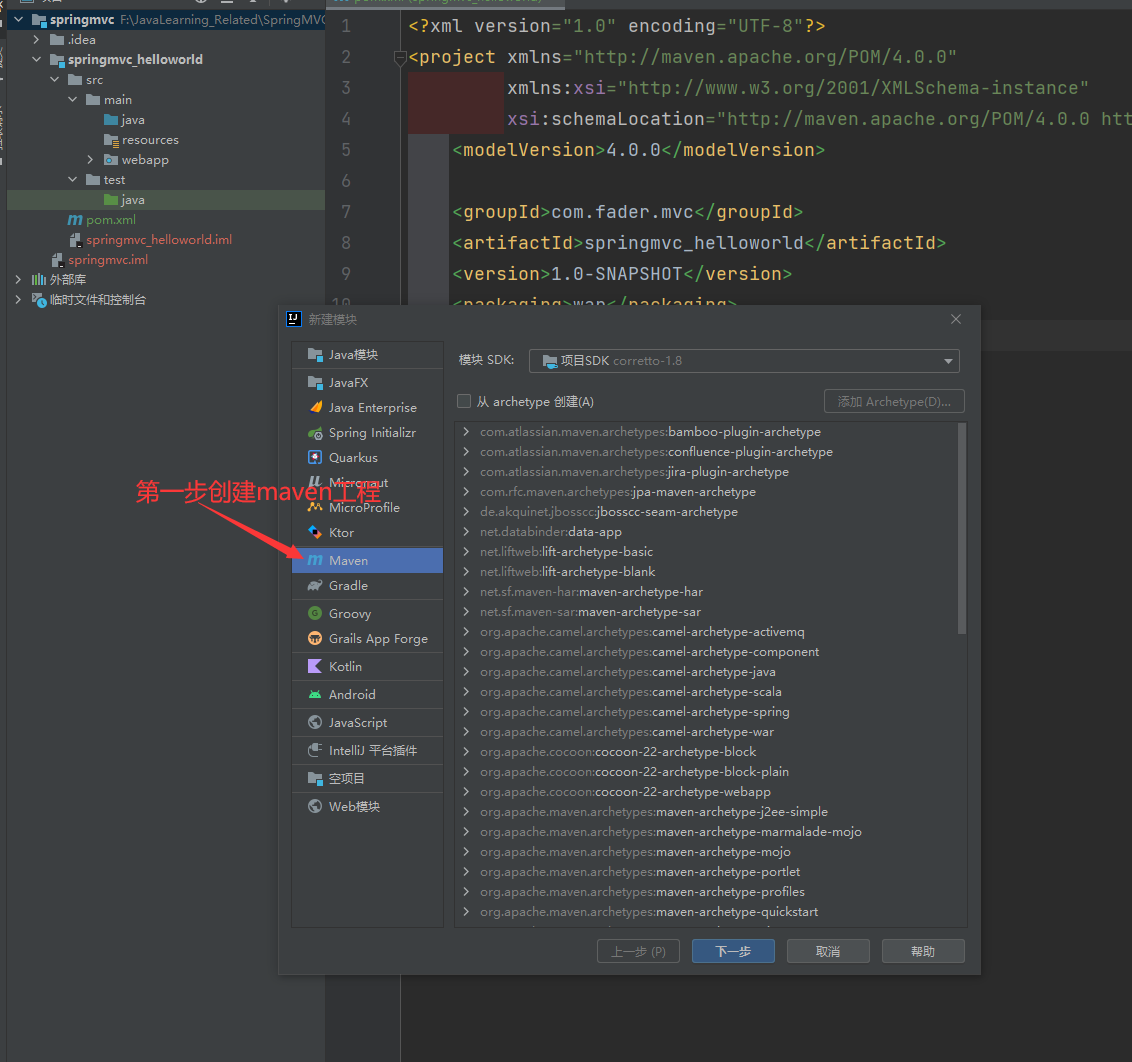 springmvc F:\JavaLearning_Related\SpringMVC
.idea
springmvc_helloworld
src
main
java
resources
webapp
test
java
pom.xml
springmvc_helloworld.iml
springmvc.iml
外部库
临时文件和控制台
1 <?xml version="1.0" encoding="UTF-8"?>
2 <project xmlns="http://maven.apache.org/POM/4.0.0"
3 xmlns:xsi="http://www.w3.org/2001/XMLSchema-instance"
4 xsi:schemaLocation="http://maven.apache.org/POM/4.0.0 htt
5 <modelVersion>4.0.0</modelVersion>
6
7 <groupId>com.fader.mvc</groupId>
8 <artifactId>springmvc_helloworld</artifactId>
9 <version>1.0-SNAPSHOT</version>
10 <packaging>war</packaging>
新建模块
Java模块
JavaFX
Java Enterprise
Spring Initializr
Quarkus
Micronaut
MicroProfile
Ktor
Maven
Gradle
Groovy
Grails App Forge
Kotlin
Android
JavaScript
IntelliJ 平台插件
空项目
Web模块
第一步创建maven工程
模块 SDK: 项目SDK corretto-1.8
从 archetype 创建(A) 添加 Archetype(D)...
com.atlassian.maven.archetypes:bamboo-plugin-archetype
com.atlassian.maven.archetypes:confluence-plugin-archetype
com.atlassian.maven.archetypes:jira-plugin-archetype
com.rfc.maven.archetypes:jpa-maven-archetype
de.akquinet.jbosscc:jbosscc-seam-archetype
net.databinder:data-app
net.liftweb:lift-archetype-basic
net.liftweb:lift-archetype-blank
net.sf.maven-har:maven-archetype-har
net.sf.maven-sar:maven-archetype-sar
org.apache.camel.archetypes:camel-archetype-activemq
org.apache.camel.archetypes:camel-archetype-component
org.apache.camel.archetypes:camel-archetype-java
org.apache.camel.archetypes:camel-archetype-scala
org.apache.camel.archetypes:camel-archetype-spring
org.apache.camel.archetypes:camel-archetype-war
org.apache.cocoon:cocoon-22-archetype-block
org.apache.cocoon:cocoon-22-archetype-block-plain
org.apache.cocoon:cocoon-22-archetype-webapp
org.apache.maven.archetypes:maven-archetype-j2ee-simple
org.apache.maven.archetypes:maven-archetype-marmalade-mojo
org.apache.maven.archetypes:maven-archetype-mojo
org.apache.maven.archetypes:maven-archetype-portlet
org.apache.maven.archetypes:maven-archetype-profiles
org.apache.maven.archetypes:maven-archetype-quickstart
上一步 (P) 下一步 取消 帮助